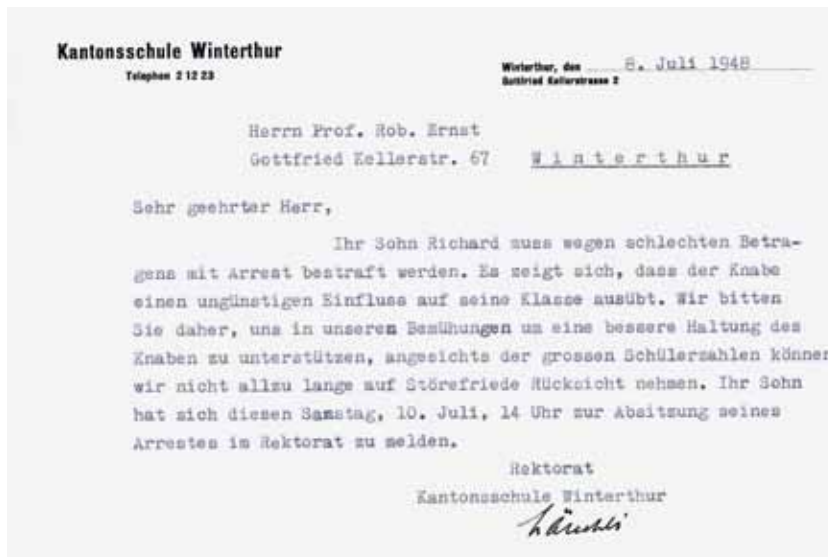 Kantonsschule Winterthur
Telephon 2 12 23
Winterthur, den 8. Juli 1948
Gottfried Kellerstrasse 2
Herrn Prof. Rob. Ernst
Gottfried Kellerstr. 67 Winterthur
Sehr geehrter Herr,
Ihr Sohn Richard muss wegen schlechten Betra-
gens mit Arrest bestraft werden. Es zeigt sich, dass der Knabe
einen ungünstigen Einfluss auf seine Klasse ausübt. Wir bitten
Sie daher, uns in unseren Bemühungen um eine bessere Haltung des
Knaben zu unterstützen, angesichts der grossen Schülerzahlen können
wir nicht allzu lange auf Störefriede Rücksicht nehmen. Ihr Sohn
hat sich diesen Samstag, 10. Juli, 14 Uhr zur Absitzung seines
Arrestes im Rektorat zu melden.
Rektorat
Kantonsschule Winterthur